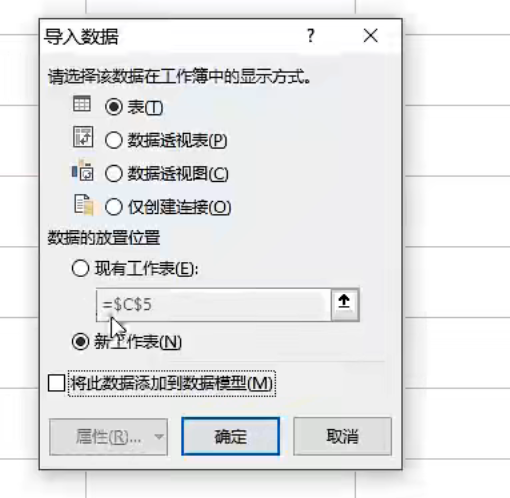 导入数据 ? ×
请选择该数据在工作簿中的显示方式。
表(T)
数据透视表(P)
数据透视图(C)
仅创建连接(O)
数据的放置位置
现有工作表(E):
=$C$5
新工作表(N)
将此数据添加到数据模型(M)
属性(R)... 确定 取消